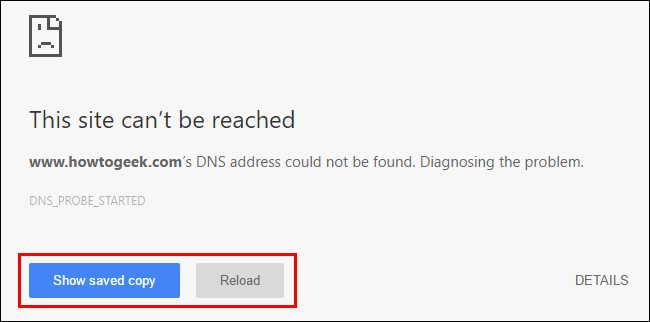 This site can’t be reached
www.howtogeek.com’s DNS address could not be found. Diagnosing the problem.
DNS_PROBE_STARTED
Show saved copy Reload DETAILS